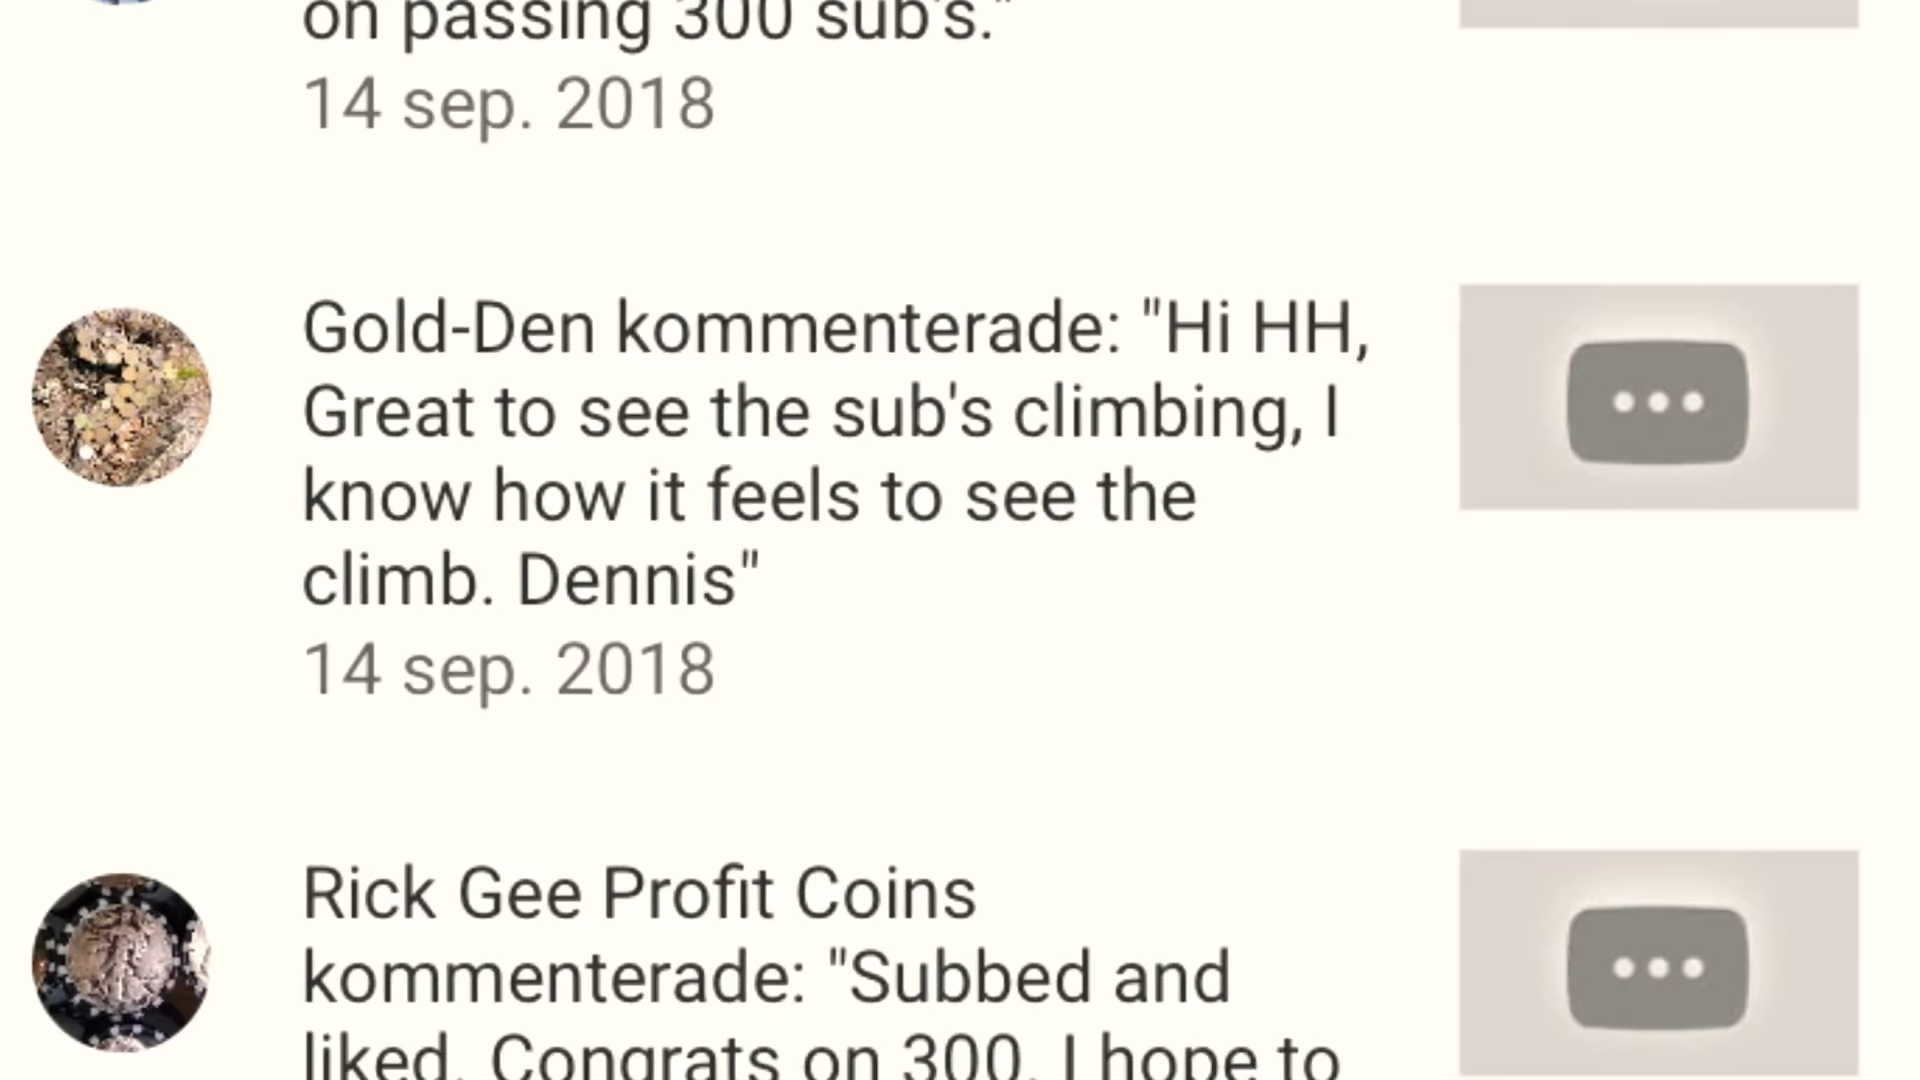 on passing 300 sub's."
14 sep. 2018
Gold-Den kommenterade: "Hi HH,
Great to see the sub's climbing, I
know how it feels to see the
climb. Dennis"
14 sep. 2018
Rick Gee Profit Coins
kommenterade: "Subbed and
liked. Congrats on 300. I hope to